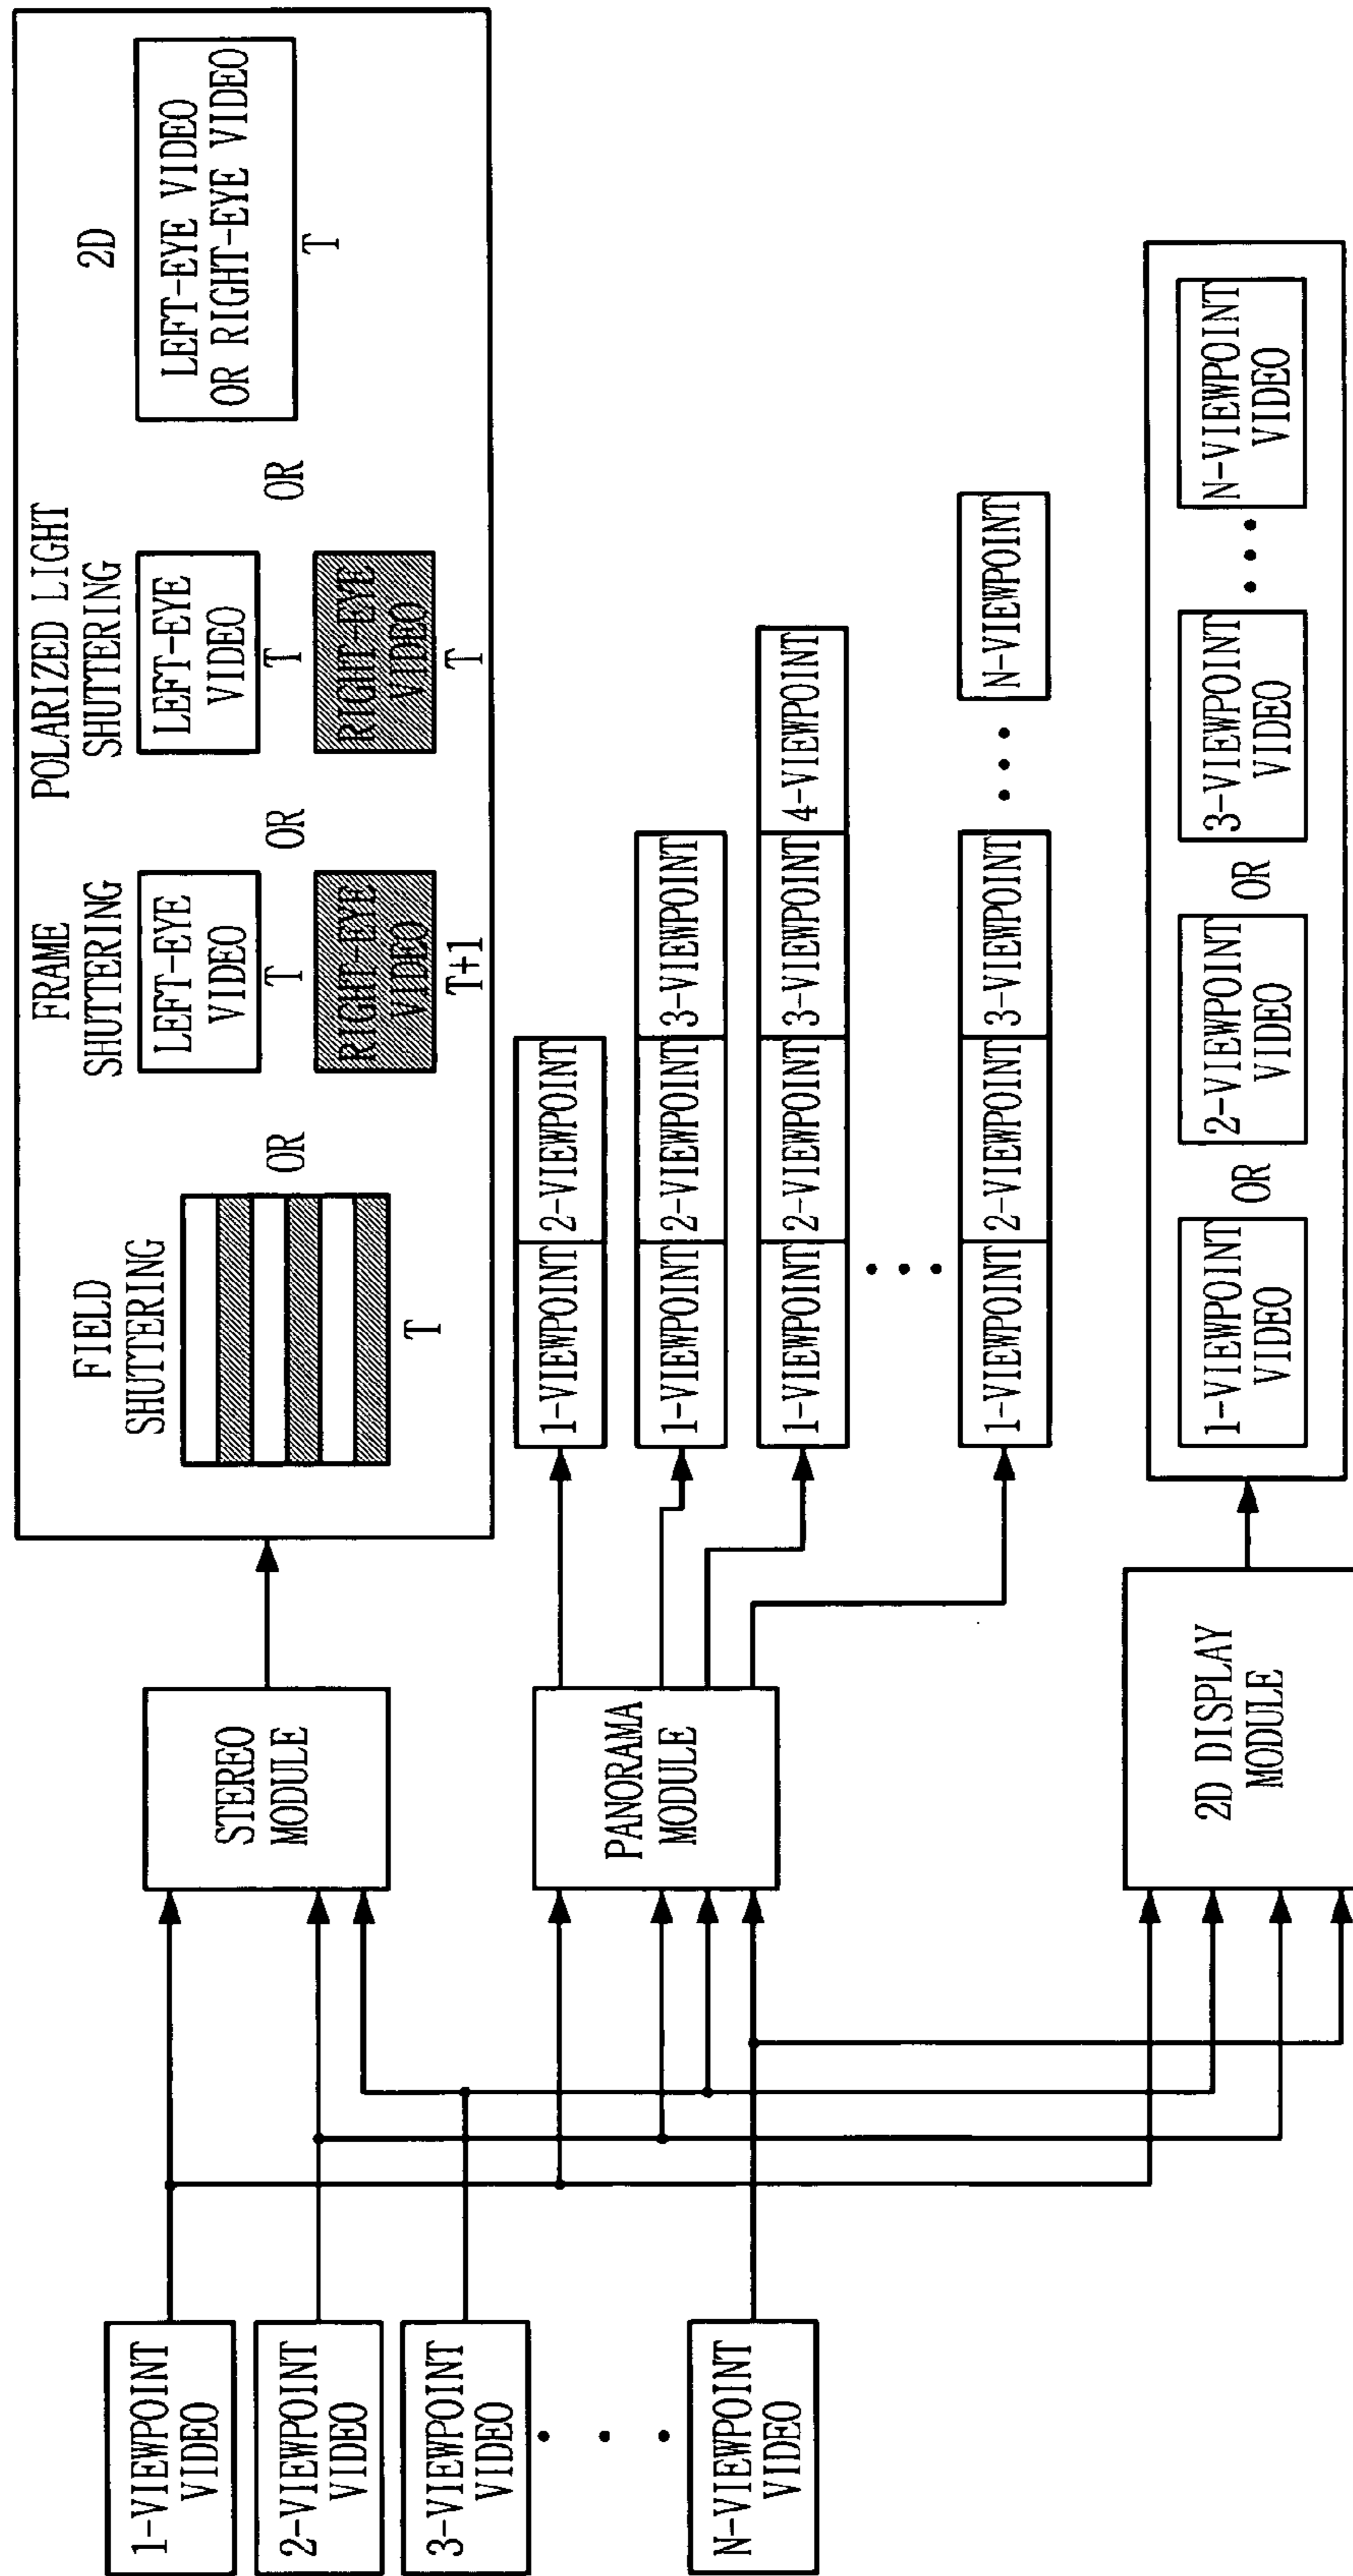 1-VIEWPOINT
VIDEO
2-VIEWPOINT
VIDEO
3-VIEWPOINT
VIDEO
N-VIEWPOINT
VIDEO
STEREO
MODULE
PANORAMA
MODULE
2D DISPLAY
MODULE
FIELD
SHUTTERING
T
OR
FRAME
SHUTTERING
LEFT-EYE
VIDEO
T
RIGHT-EYE
VIDEO
T+1
OR
POLARIZED LIGHT
SHUTTERING
LEFT-EYE
VIDEO
T
RIGHT-EYE
VIDEO
T
OR
2D
LEFT-EYE VIDEO
OR RIGHT-EYE VIDEO
T
1-VIEWPOINT 2-VIEWPOINT
1-VIEWPOINT 2-VIEWPOINT 3-VIEWPOINT
1-VIEWPOINT 2-VIEWPOINT 3-VIEWPOINT 4-VIEWPOINT
1-VIEWPOINT 2-VIEWPOINT 3-VIEWPOINT N-VIEWPOINT
1-VIEWPOINT
VIDEO
OR
2-VIEWPOINT
VIDEO
OR
3-VIEWPOINT
VIDEO
N-VIEWPOINT
VIDEO